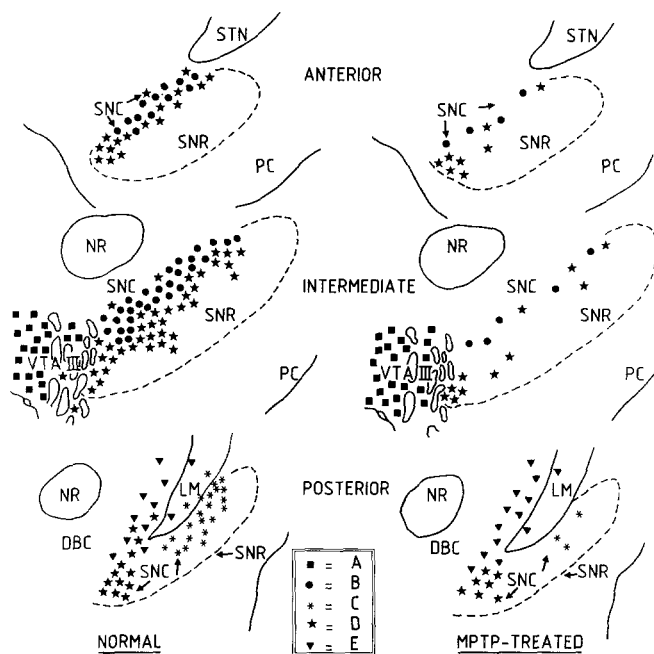 STN
STN
ANTERIOR
SNC
SNC
SNR
SNR
PC
PC
NR
NR
SNC
SNC
INTERMEDIATE
SNR
SNR
VTA III
VTA III
PC
PC
NR
LM
POSTERIOR
NR
LM
DBC
DBC
SNC
SNR
SNC
SNR
■ = A
● = B
* = C
★ = D
▼ = E
NORMAL
MPTP-TREATED